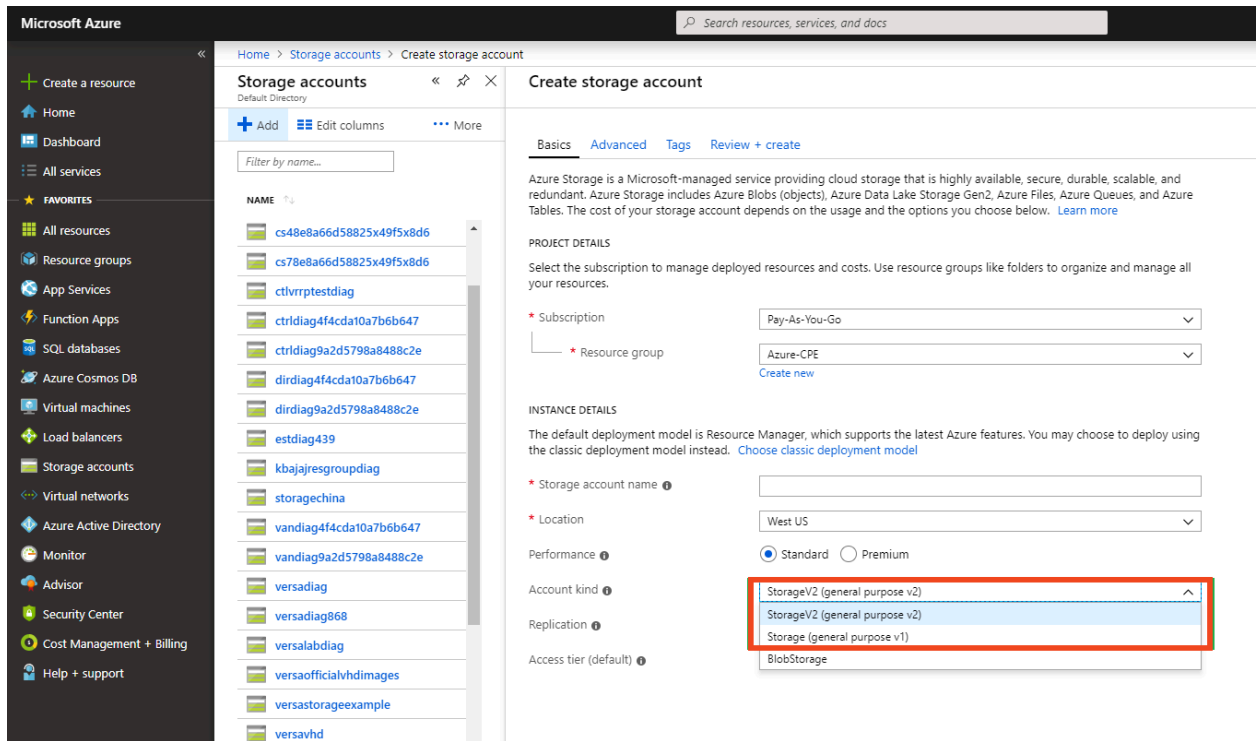 Microsoft Azure
Search resources, services, and docs
«
Home > Storage accounts > Create storage account
Create a resource
Home
Dashboard
All services
FAVORITES
All resources
Resource groups
App Services
Function Apps
SQL databases
Azure Cosmos DB
Virtual machines
Load balancers
Storage accounts
Virtual networks
Azure Active Directory
Monitor
Advisor
Security Center
Cost Management + Billing
Help + support
Storage accounts
Default Directory
Add Edit columns ••• More
Filter by name...
NAME
cs48e8a66d58825x49f5x8d6
cs78e8a66d58825x49f5x8d6
ctlvrrptestdiag
ctrldiag4f4cda10a7b6b647
ctrldiag9a2d5798a8488c2e
dirdiag4f4cda10a7b6b647
dirdiag9a2d5798a8488c2e
estdiag439
kbajajresgroupdiag
storagechina
vandiag4f4cda10a7b6b647
vandiag9a2d5798a8488c2e
versadiag
versadiag868
versalabdiag
versaofficialvhdimages
versastorageexample
versavhd
Create storage account
Basics Advanced Tags Review + create
Azure Storage is a Microsoft-managed service providing cloud storage that is highly available, secure, durable, scalable, and
redundant. Azure Storage includes Azure Blobs (objects), Azure Data Lake Storage Gen2, Azure Files, Azure Queues, and Azure
Tables. The cost of your storage account depends on the usage and the options you choose below. Learn more
PROJECT DETAILS
Select the subscription to manage deployed resources and costs. Use resource groups like folders to organize and manage all
your resources.
* Subscription Pay-As-You-Go
* Resource group Azure-CPE
Create new
INSTANCE DETAILS
The default deployment model is Resource Manager, which supports the latest Azure features. You may choose to deploy using
the classic deployment model instead. Choose classic deployment model
* Storage account name
* Location West US
Performance Standard Premium
Account kind StorageV2 (general purpose v2)
StorageV2 (general purpose v2)
Replication
Storage (general purpose v1)
Access tier (default) BlobStorage